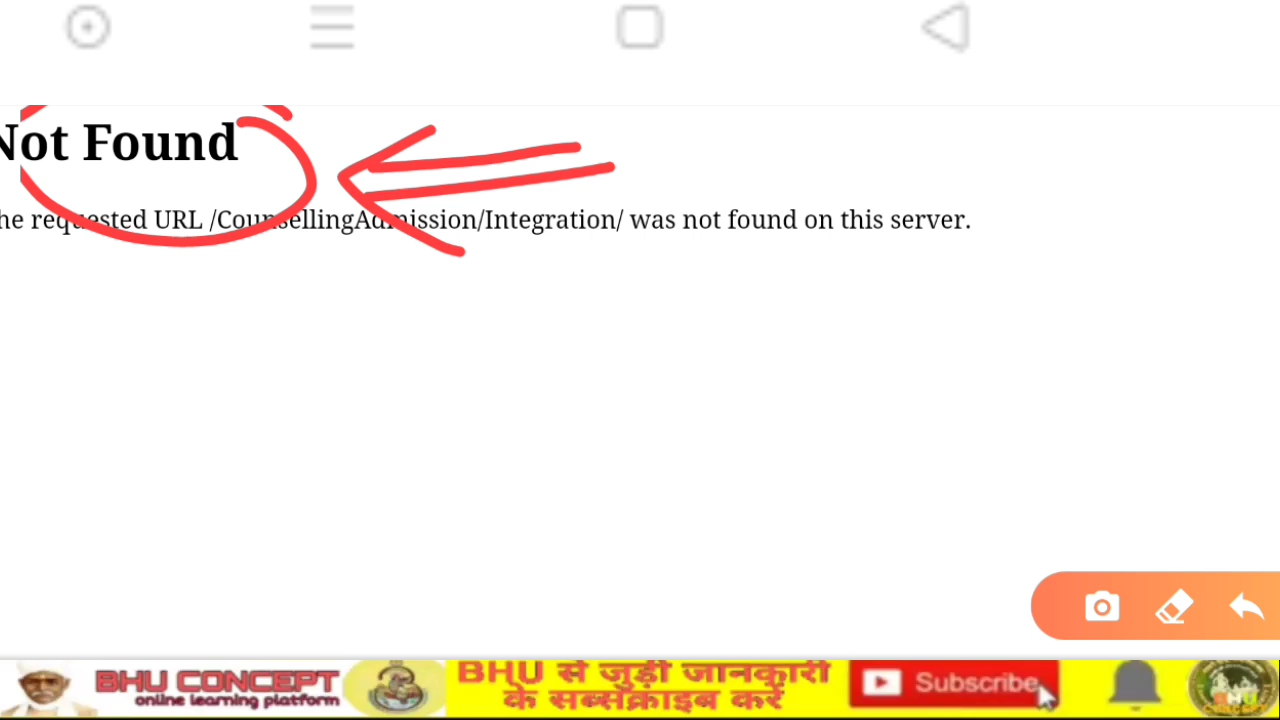 Not Found
he requested URL /CounsellingAdmission/Integration/ was not found on this server.
BHU CONCEPT
online learning platform
BHU से जुड़ी जानकारी
के सब्सक्राइब करें
Subscribe